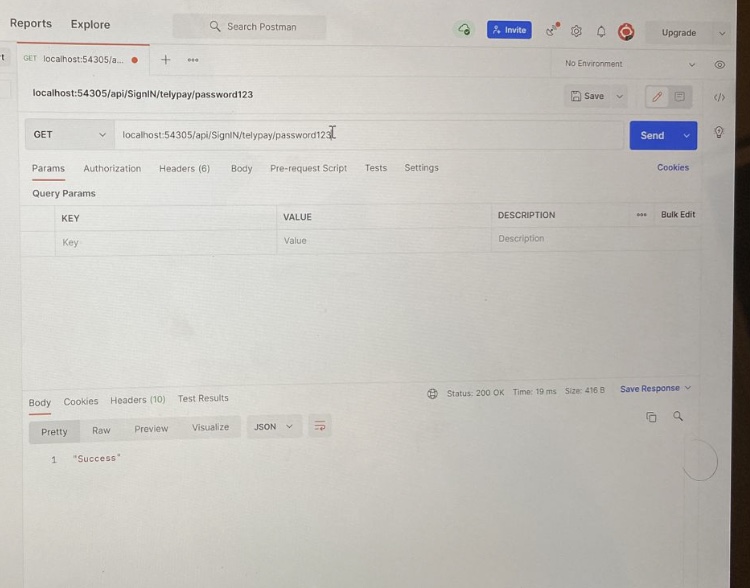 Reports Explore Search Postman Invite Upgrade
t GET localhost:54305/a... + ••• No Environment
localhost:54305/api/SignIN/telypay/password123 Save </>
GET localhost:54305/api/SignIN/telypay/password123 Send
Params Authorization Headers (6) Body Pre-request Script Tests Settings Cookies
Query Params
KEY VALUE DESCRIPTION ••• Bulk Edit
Key Value Description
Body Cookies Headers (10) Test Results Status: 200 OK Time: 19 ms Size: 416 B Save Response
Pretty Raw Preview Visualize JSON
1 "Success"